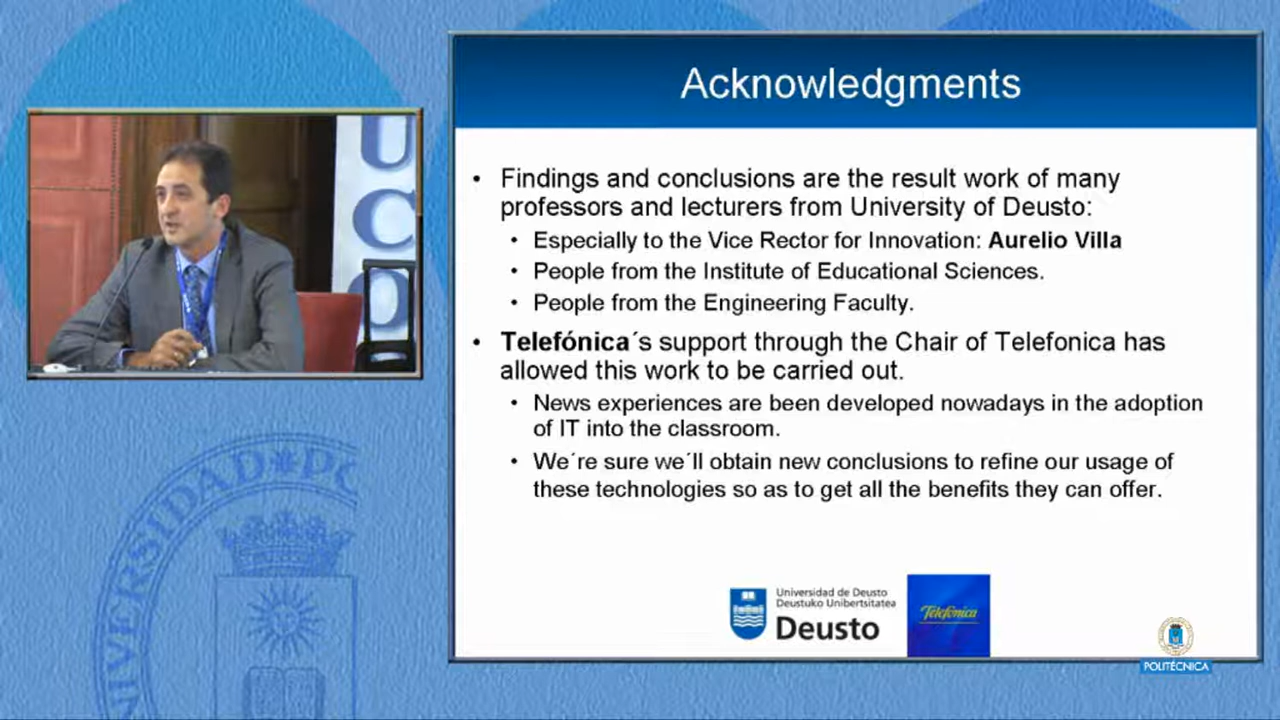 Acknowledgments
• Findings and conclusions are the result work of many
professors and lecturers from University of Deusto:
• Especially to the Vice Rector for Innovation: Aurelio Villa
• People from the Institute of Educational Sciences.
• People from the Engineering Faculty.
• Telefónica´s support through the Chair of Telefonica has
allowed this work to be carried out.
• News experiences are been developed nowadays in the adoption
of IT into the classroom.
• We´re sure we´ll obtain new conclusions to refine our usage of
these technologies so as to get all the benefits they can offer.
Universidad de Deusto
Deustuko Unibertsitatea
Deusto
Telefónica
POLITÉCNICA
UCO
NIVERSIDAD PO